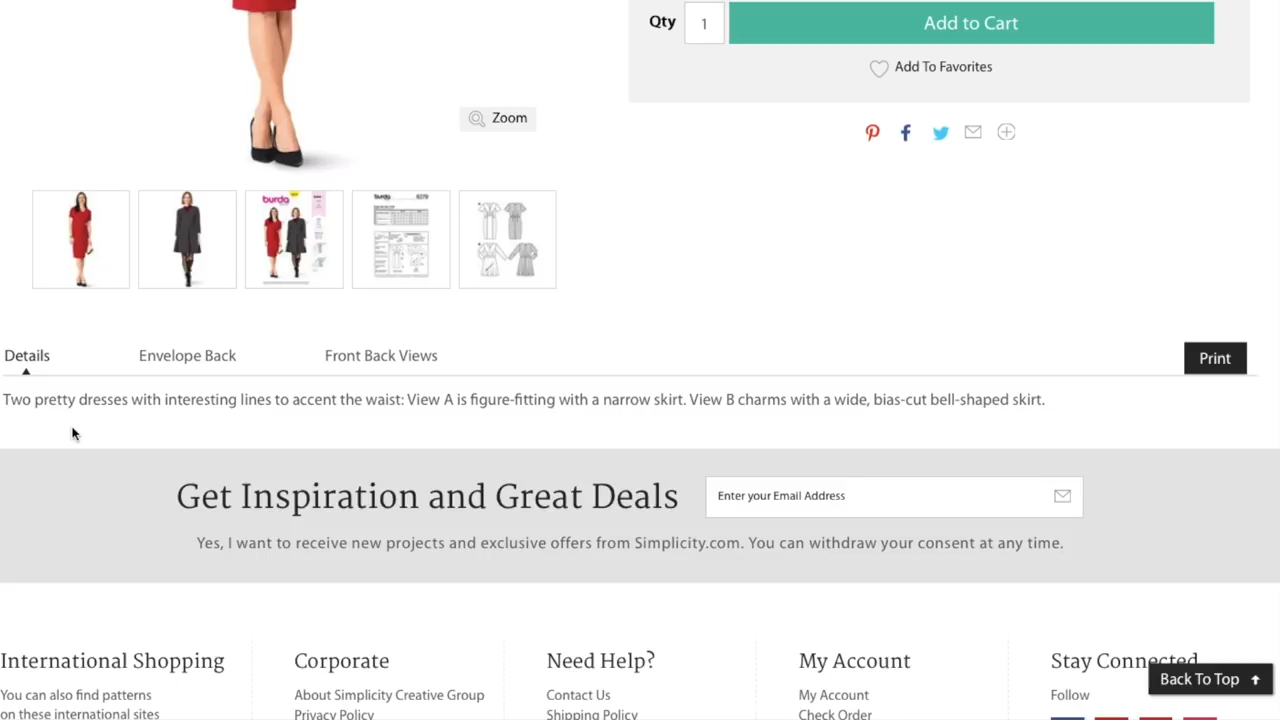 Qty 1 Add to Cart
Add To Favorites
Zoom
burda
burda 6279
Details Envelope Back Front Back Views Print
Two pretty dresses with interesting lines to accent the waist: View A is figure-fitting with a narrow skirt. View B charms with a wide, bias-cut bell-shaped skirt.
Get Inspiration and Great Deals
Enter your Email Address
Yes, I want to receive new projects and exclusive offers from Simplicity.com. You can withdraw your consent at any time.
International Shopping
You can also find patterns
on these international sites
Corporate
About Simplicity Creative Group
Privacy Policy
Need Help?
Contact Us
Shipping Policy
My Account
My Account
Check Order
Stay Connected
Follow
Back To Top